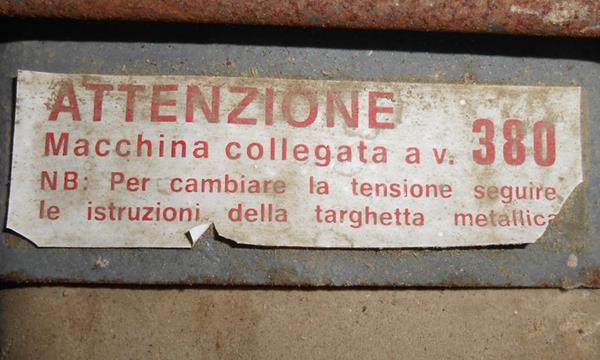 ATTENZIONE
Macchina collegata a v. 380
NB: Per cambiare la tensione seguire
le istruzioni della targhetta metallica